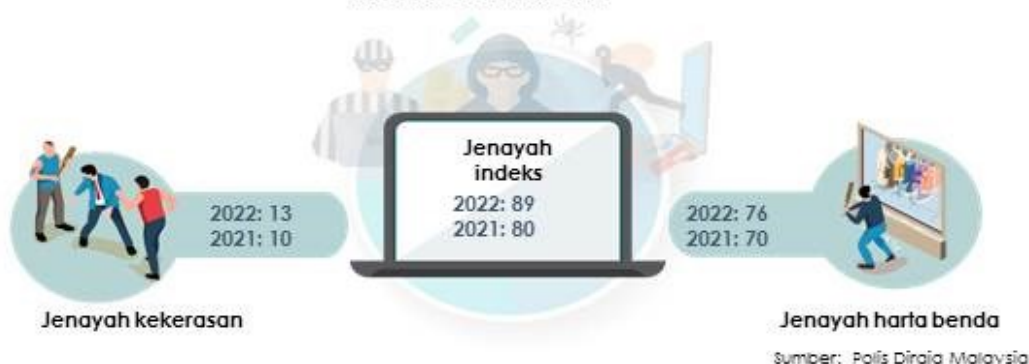 Jenayah
indeks
2022: 89
2021: 80
2022: 13
2021: 10
Jenayah kekerasan
2022: 76
2021: 70
Jenayah harta benda
Sumber: Polis Diraja Malaysia